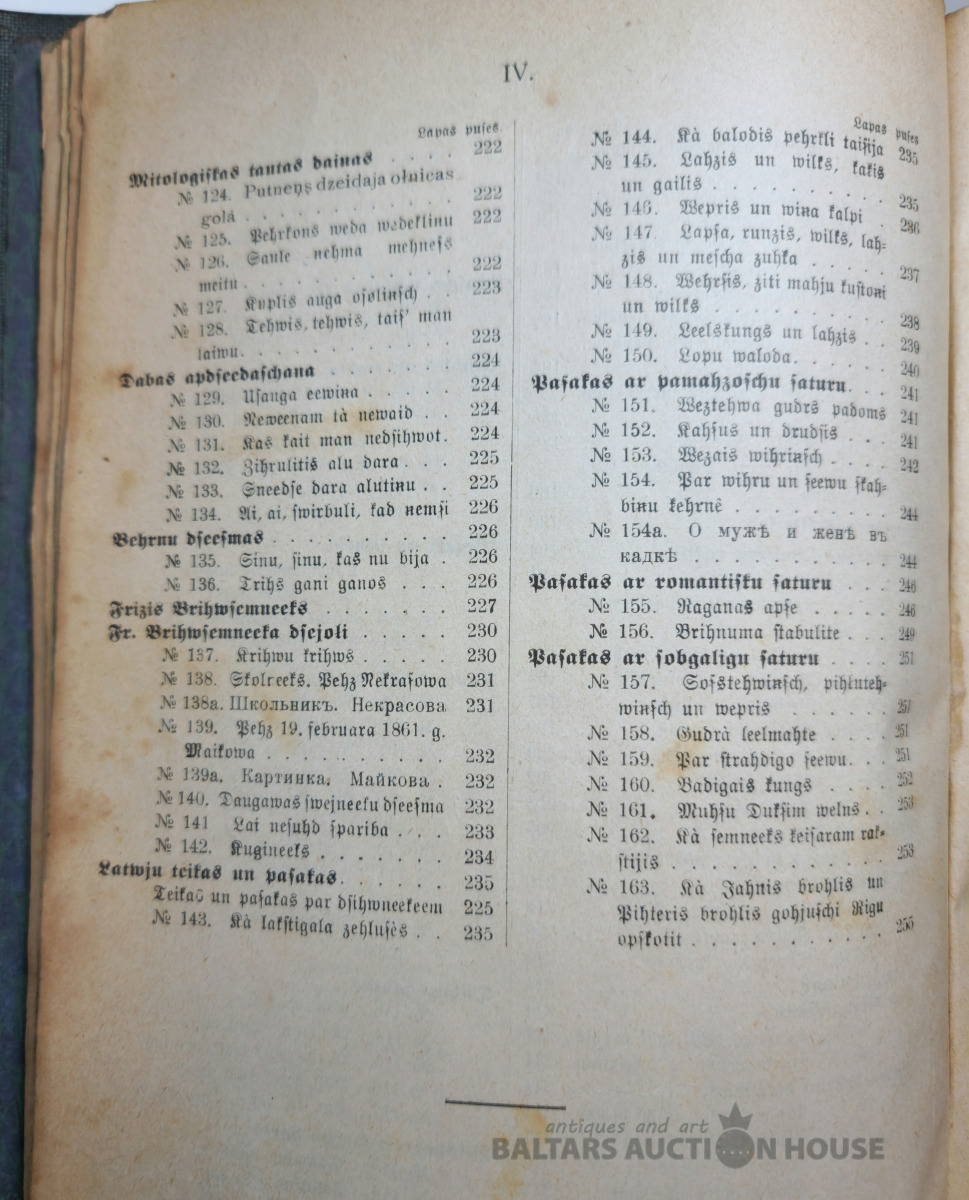 IV.
Lapas puses.
Mitologiſkas tautas dainas . . . . 222
№ 124. Putneņs dzeidaja oſnicas
golâ . . . . . . . . . . 222
№ 125. Pehrkons weda wedeklinu 222
№ 126. Saule nehma mehneſs
meitu . . . . . . . . . . 222
№ 127. Kuplis auga oſolinſch . . 223
№ 128. Tehwis, tehwis, taiſ' man
laiwu. . . . . . . . . . 223
Dabas apdſeedaſchana . . . . . . 224
№ 129. Uſauga eewiņa . . . . . 224
№ 130. Neweenam tà newaid . . 224
№ 131. Kas kait man nedſihwot. 224
№ 132. Zihrulitis alu dara . . . 225
№ 133. Sneedſe dara alutiņu . . 225
№ 134. Ai, ai, ſwirbuli, kad ņemſi 226
Behrnu dſeeſmas . . . . . . . . 226
№ 135. Sinu, ſinu, kas nu bija . 226
№ 136. Trihs gani ganos . . . 226
Frizis Brihwſemneeks . . . . . . . 227
Fr. Brihwſemneeka dſejoli . . . . . 230
№ 137. Krihwu krihws . . . . . 230
№ 138. Skolneeks. Pehz Nekraſowa 231
№ 138a. Школьникъ. Некрасова 231
№ 139. Pehz 19. februara 1861. g.
Maikowa . . . . . . . . . 232
№ 139a. Картинка. Майкова . 232
№ 140. Daugawas ſwejneeku dſeeſma 232
№ 141 Lai neſuhd ſpariba . . . 233
№ 142. Kugineeks . . . . . . . 234
Latwju teikas un paſakas. . . . . . 235
Teikas un paſakas par dſihwneekeem 225
№ 143. Kà lakſtigala zehluſês . . 235
Lapas puſes
№ 144. Kà balodis pehrkli taiſija 235
№ 145. Lahzis un wilks, kakis
un gailis . . . . . . . . 235
№ 146. Wepris un wiņa kalpi 236
№ 147. Lapſa, runzis, wilks, lah=
zis un meſcha zuhka . . . . . 237
№ 148. Wehrſis, ziti mahju kuſtoņi
un wilks . . . . . . . . . 238
№ 149. Leelskungs un lahzis . . 239
№ 150. Lopu waloda. . . . . . 240
Paſakas ar pamahzoſchu ſaturu. . . 241
№ 151. Weztehwa gudrs padoms 241
№ 152. Kahſus un drudſis . . . 241
№ 153. Wezais wihriņſch . . . . 242
№ 154. Par wihru un ſeewu ſkah=
biņu kehrnê . . . . . . . . . 244
№ 154a. О мужѣ и женѣ въ
кадкѣ . . . . . . . . . . . 244
Paſakas ar romantiſku ſaturu . . . 246
№ 155. Raganas apſe . . . . . 246
№ 156. Brihnuma ſtabulite . . . 249
Paſakas ar ſobgaligu ſaturu . . . . 251
№ 157. Soſstehwiņſch, pihluteh=
wiņſch un wepris . . . . . . 251
№ 158. Gudrà leelmahte . . . . 251
№ 159. Par ſtrahdigo ſeewu. . . 251
№ 160. Badigais kungs . . . . 252
№ 161. Muhſu Dukſim welns . . 253
№ 162. Kà ſemneeks keiſaram rak=
ſtijis . . . . . . . . . . . . 253
№ 163. Kà Jahnis brohlis un
Pihteris brohlis gohjuſchi Rigu
opſkotit . . . . . . . . . . . 255
antiques and art
BALTARS AUCTION HOUSE